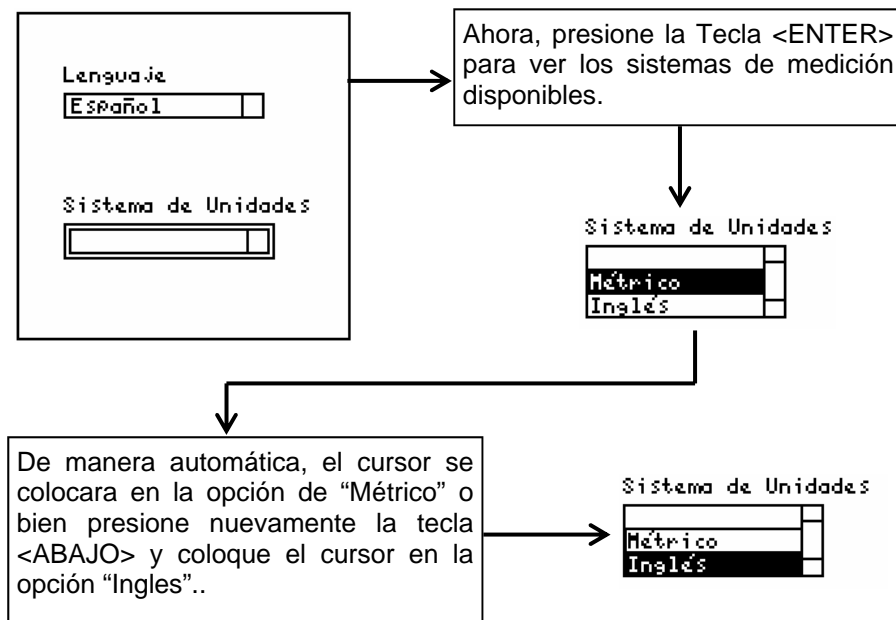 Lenguaje
Español
Sistema de Unidades
Ahora, presione la Tecla <ENTER>
para ver los sistemas de medición
disponibles.
Sistema de Unidades
Métrico
Inglés
De manera automática, el cursor se
colocara en la opción de “Métrico” o
bien presione nuevamente la tecla
<ABAJO> y coloque el cursor en la
opción “Ingles”..
Sistema de Unidades
Métrico
Inglés